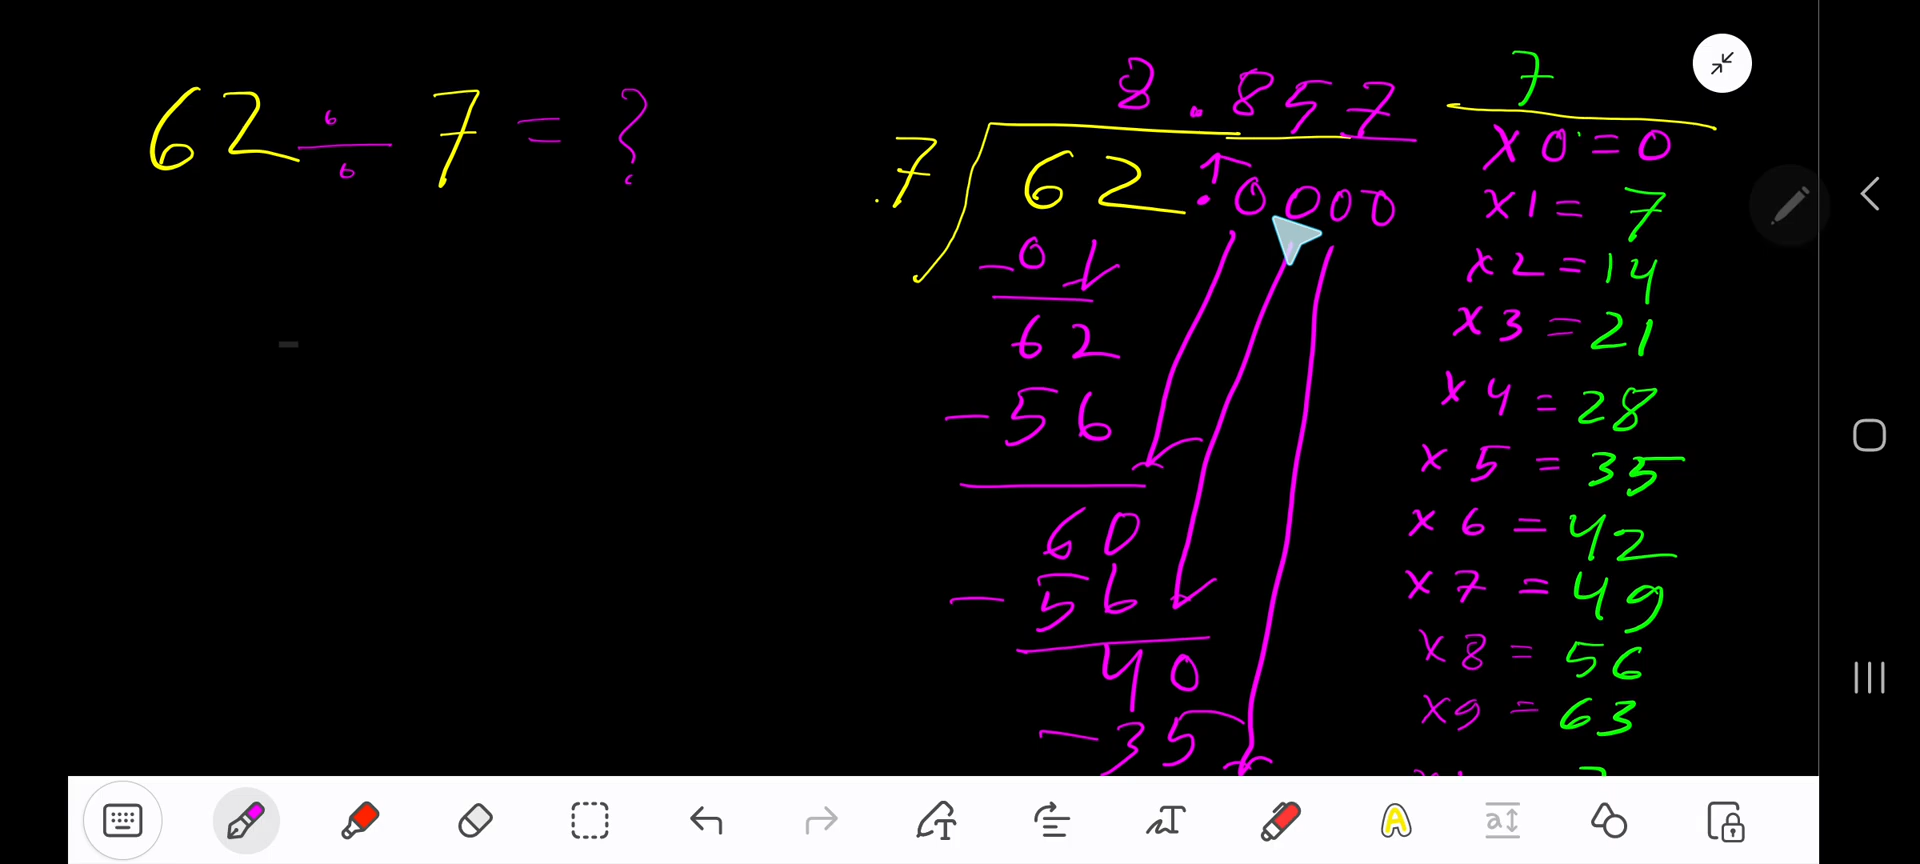 62 ÷ 7 = ?
8.857
7 62.0000
-0
62
-56
60
-56
40
-35
7
x0=0
x1=7
x2=14
x3=21
x4=28
x5=35
x6=42
x7=49
x8=56
x9=63